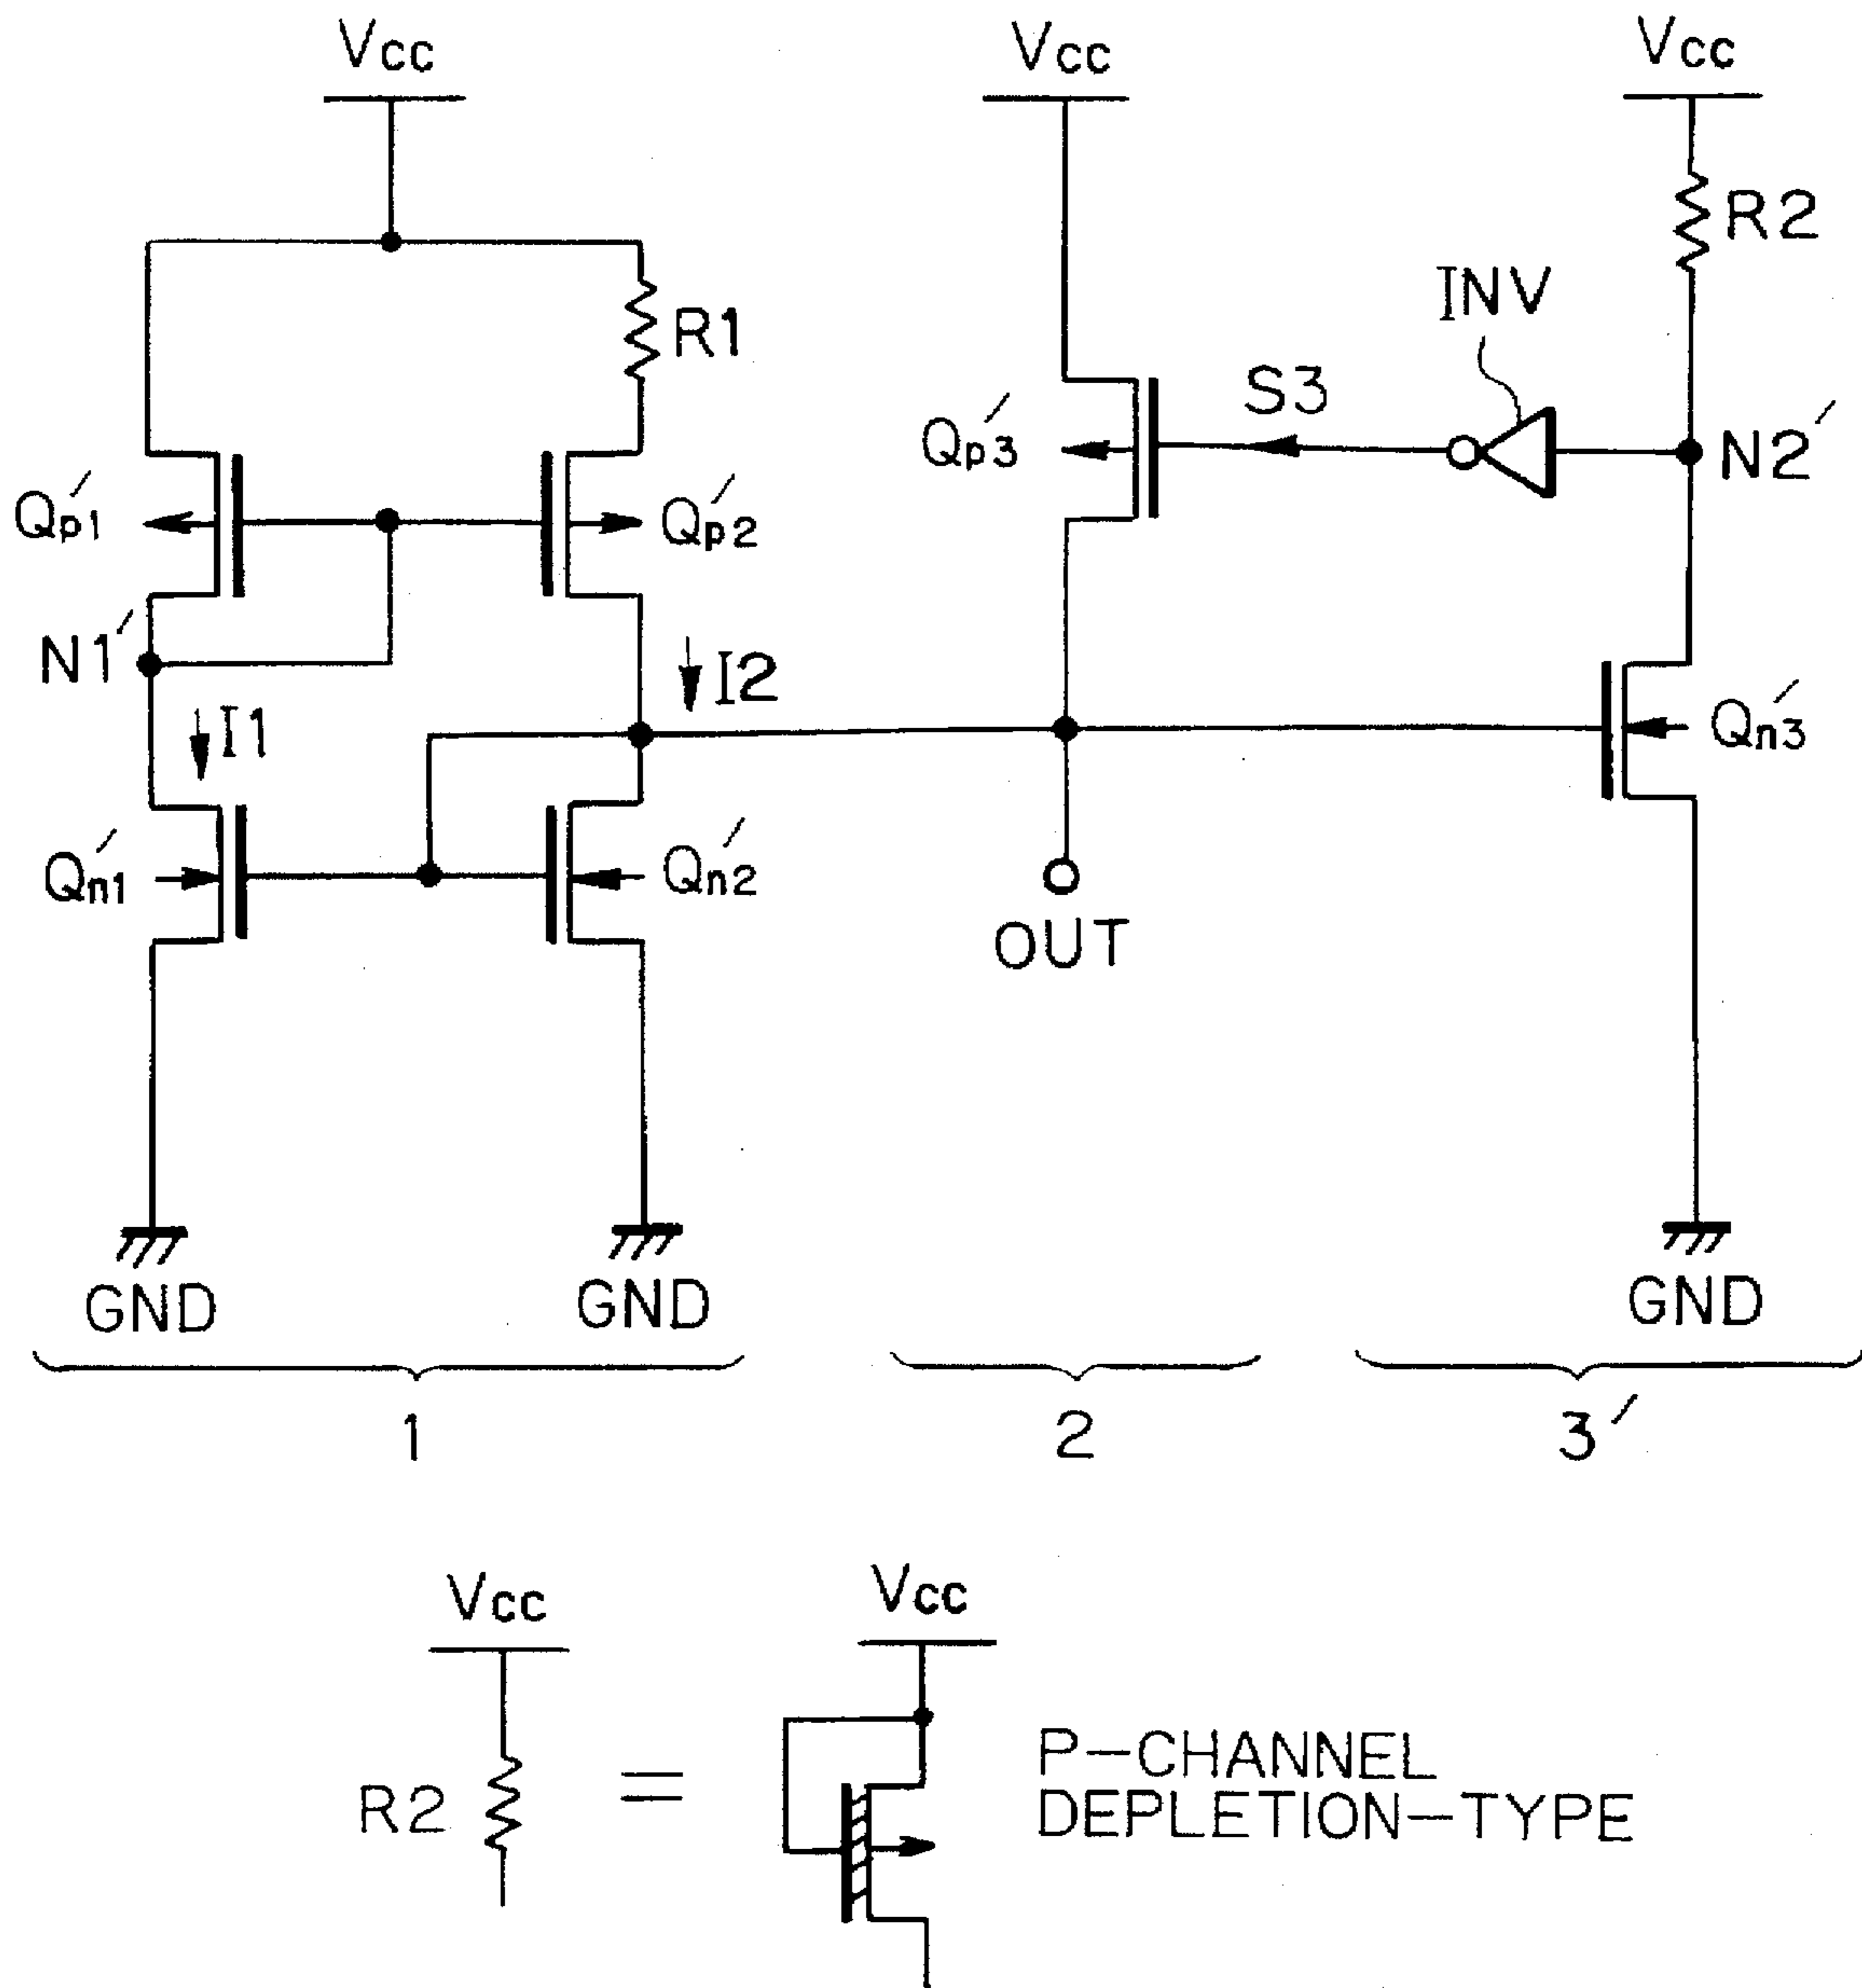 Vcc
Vcc
Vcc
R2
R1
INV
S3
Qp1′
Qp2′
Qp3′
N2′
N1′
I1
I2
Qn3′
Qn1′
Qn2′
OUT
GND
GND
GND
1
2
3′
Vcc
Vcc
R2
=
P-CHANNEL
DEPLETION-TYPE